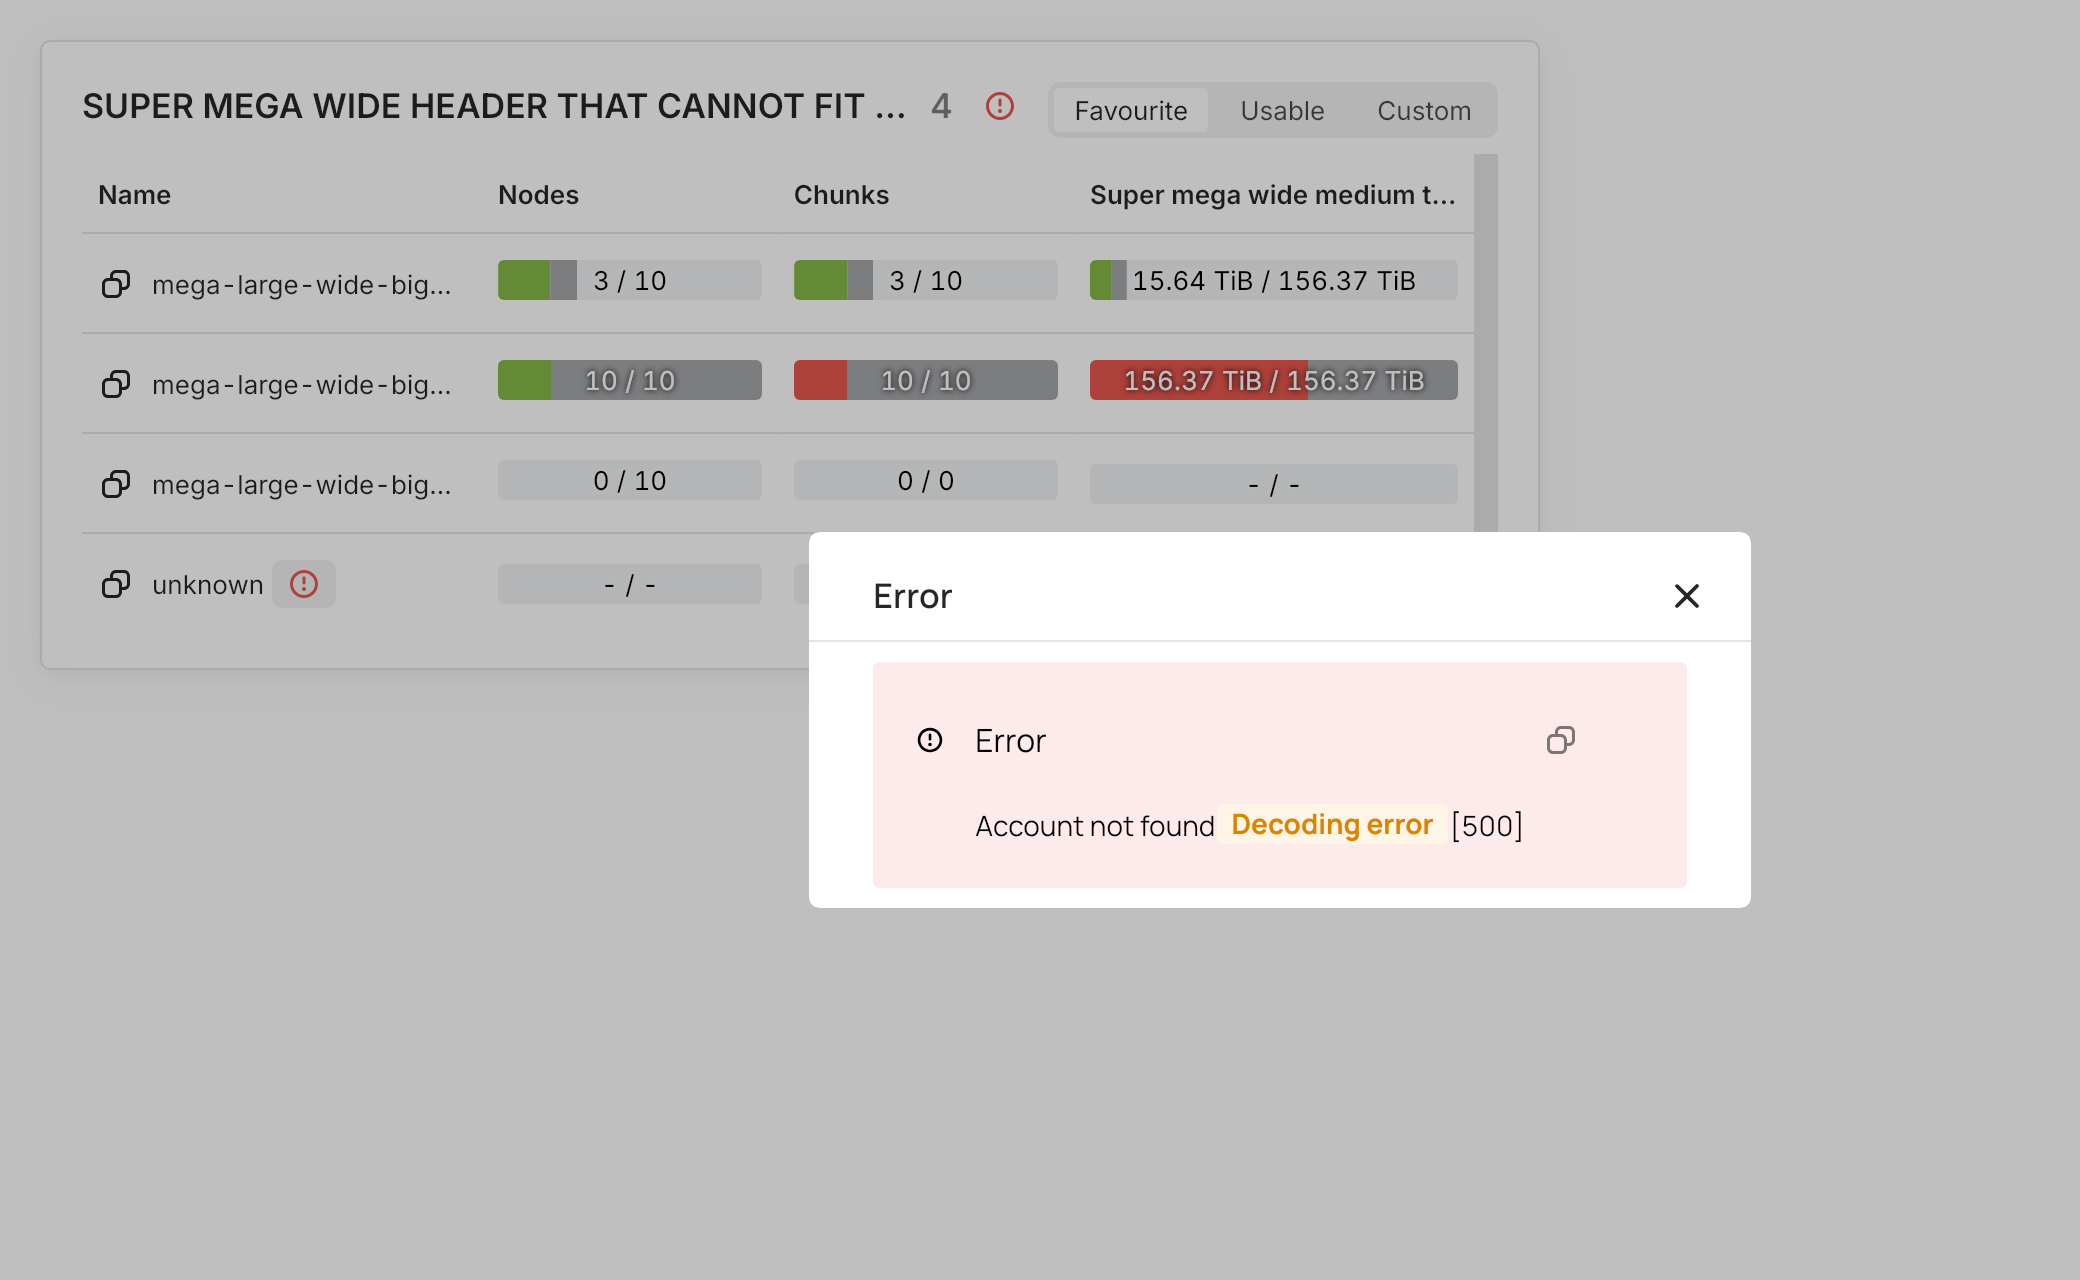 SUPER MEGA WIDE HEADER THAT CANNOT FIT ... 4 Favourite Usable Custom
Name Nodes Chunks Super mega wide medium t...
mega-large-wide-big... 3 / 10 3 / 10 15.64 TiB / 156.37 TiB
mega-large-wide-big... 10 / 10 10 / 10 156.37 TiB / 156.37 TiB
mega-large-wide-big... 0 / 10 0 / 0 - / -
unknown - / -
Error
Error
Account not found Decoding error [500]